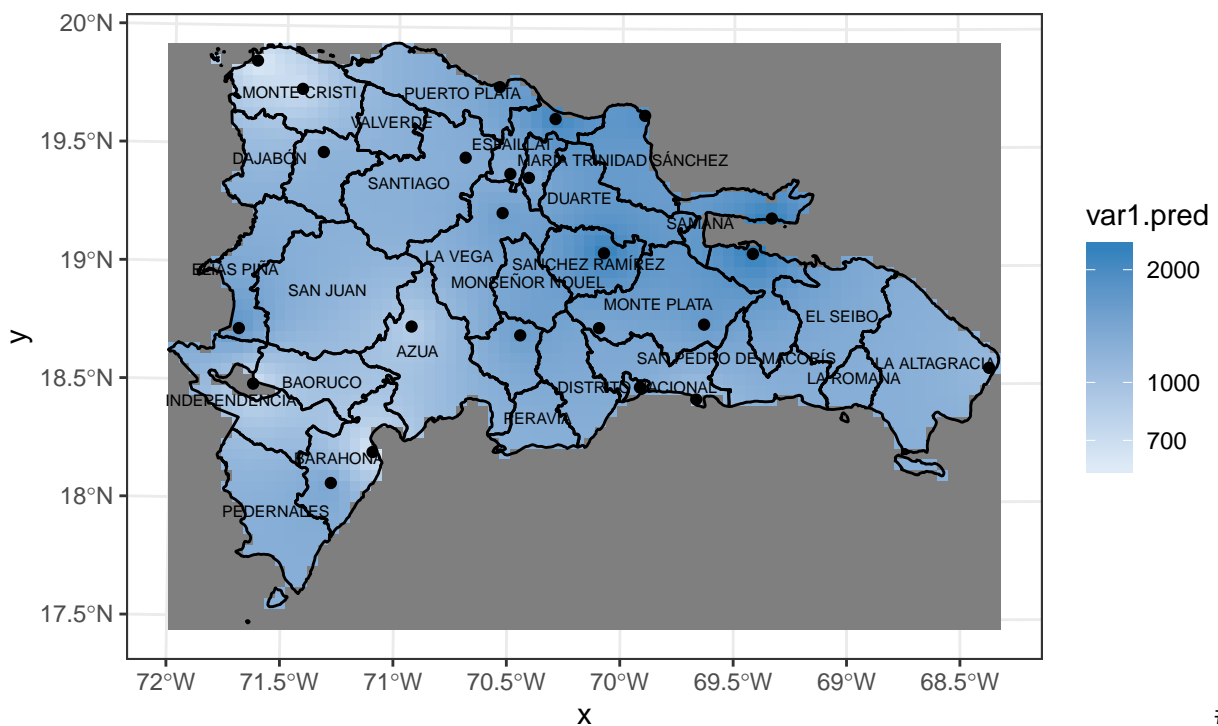 20°N
19.5°N
19°N
18.5°N
18°N
17.5°N
y
72°W
71.5°W
71°W
70.5°W
70°W
69.5°W
69°W
68.5°W
x
MONTE CRISTI
PUERTO PLATA
VALVERDE
ESPAILLAT
DAJABÓN
MARÍA TRINIDAD SÁNCHEZ
SANTIAGO
DUARTE
SAMANÁ
LA VEGA
SÁNCHEZ RAMÍREZ
ELÍAS PIÑA
MONSEÑOR NOUEL
SAN JUAN
MONTE PLATA
EL SEIBO
AZUA
SAN PEDRO DE MACORÍS
LA ALTAGRACIA
LA ROMANA
BAORUCO
DISTRITO NACIONAL
INDEPENDENCIA
PERAVIA
BARAHONA
PEDERNALES
var1.pred
2000
1000
700